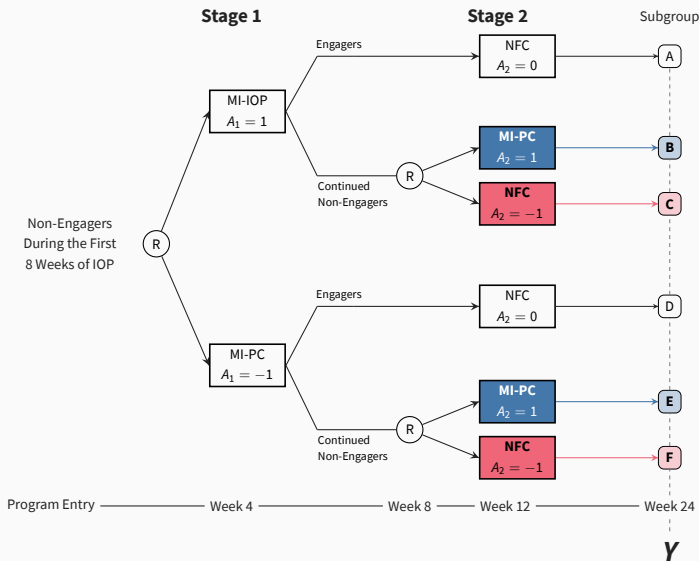 Stage 1
Stage 2
Subgroup
Engagers
NFC
A₂ = 0
A
MI-IOP
A₁ = 1
MI-PC
A₂ = 1
B
R
Continued
Non-Engagers
NFC
A₂ = −1
C
Non-Engagers
During the First
8 Weeks of IOP
R
Engagers
NFC
A₂ = 0
D
MI-PC
A₁ = −1
MI-PC
A₂ = 1
E
R
Continued
Non-Engagers
NFC
A₂ = −1
F
Program Entry
Week 4
Week 8
Week 12
Week 24
Y